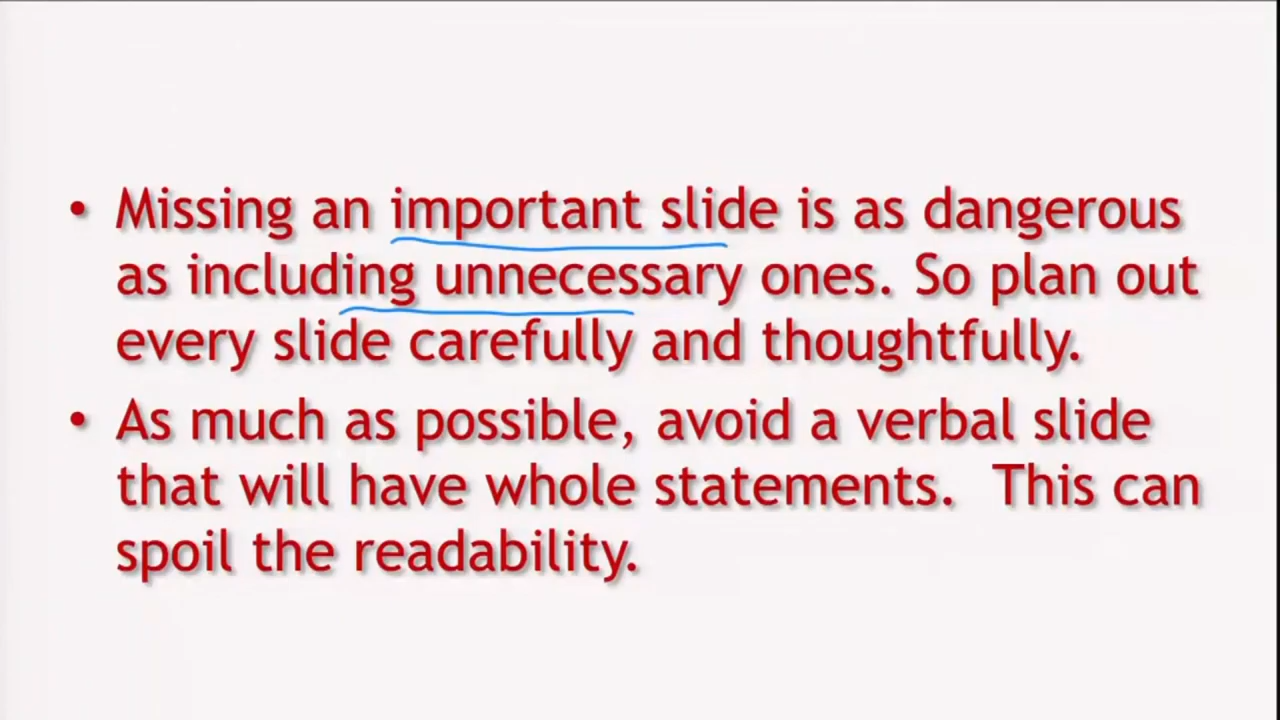 • Missing an important slide is as dangerous
as including unnecessary ones. So plan out
every slide carefully and thoughtfully.
• As much as possible, avoid a verbal slide
that will have whole statements.  This can
spoil the readability.